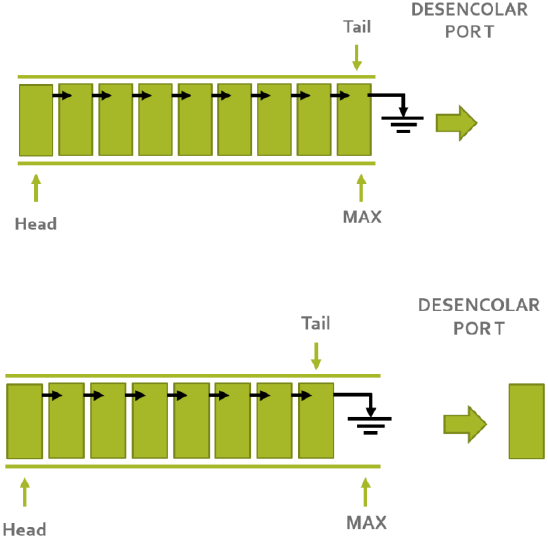 DESENCOLAR
PORT
Tail
Head
MAX
DESENCOLAR
PORT
Tail
Head
MAX